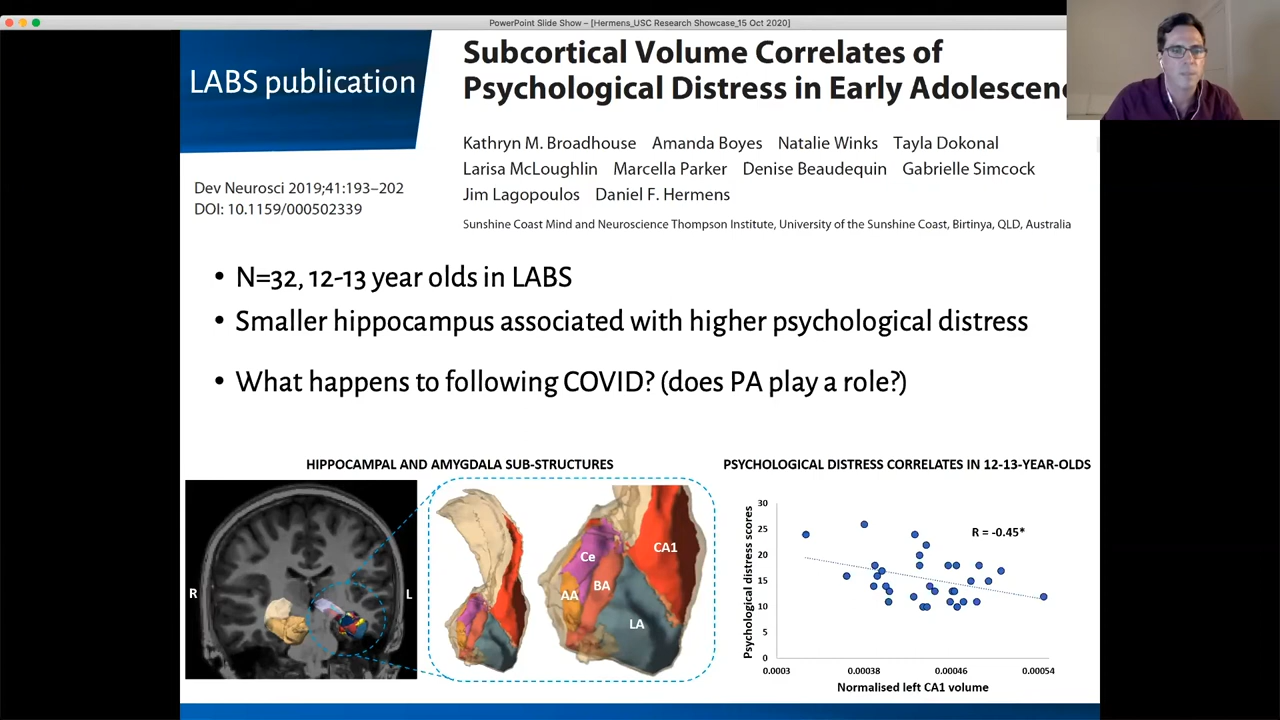 PowerPoint Slide Show – [Hermens_USC Research Showcase_15 Oct 2020]
LABS publication
Subcortical Volume Correlates of
Psychological Distress in Early Adolescenc
Kathryn M. Broadhouse Amanda Boyes Natalie Winks Tayla Dokonal
Larisa McLoughlin Marcella Parker Denise Beaudequin Gabrielle Simcock
Jim Lagopoulos Daniel F. Hermens
Dev Neurosci 2019;41:193–202
DOI: 10.1159/000502339
Sunshine Coast Mind and Neuroscience Thompson Institute, University of the Sunshine Coast, Birtinya, QLD, Australia
• N=32, 12-13 year olds in LABS
• Smaller hippocampus associated with higher psychological distress
• What happens to following COVID? (does PA play a role?)
HIPPOCAMPAL AND AMYGDALA SUB-STRUCTURES
R
L
Ce
CA1
BA
AA
LA
PSYCHOLOGICAL DISTRESS CORRELATES IN 12-13-YEAR-OLDS
Psychological distress scores
30
25
20
15
10
5
0
R = -0.45*
0.0003 0.00038 0.00046 0.00054
Normalised left CA1 volume